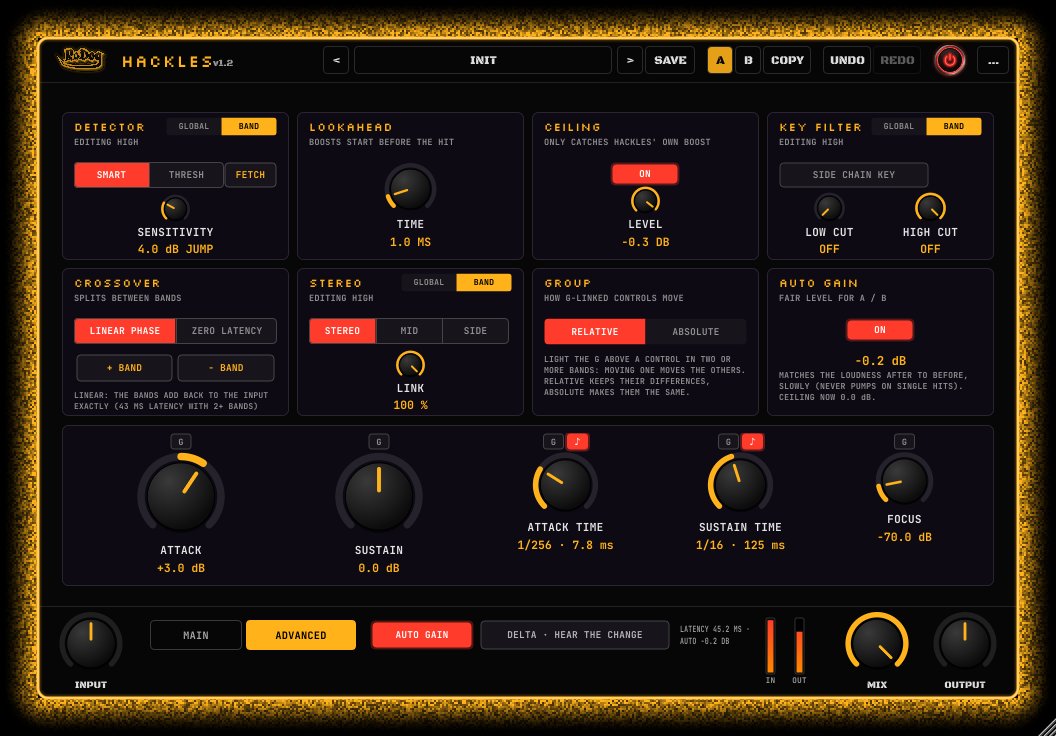 RawDog
HACKLES v1.2
< INIT > SAVE A B COPY UNDO REDO ...
DETECTOR GLOBAL BAND
EDITING HIGH
SMART THRESH FETCH
SENSITIVITY
4.0 dB JUMP
LOOKAHEAD
BOOSTS START BEFORE THE HIT
TIME
1.0 MS
CEILING
ONLY CATCHES HACKLES' OWN BOOST
ON
LEVEL
-0.3 DB
KEY FILTER GLOBAL BAND
EDITING HIGH
SIDE CHAIN KEY
LOW CUT HIGH CUT
OFF OFF
CROSSOVER
SPLITS BETWEEN BANDS
LINEAR PHASE ZERO LATENCY
+ BAND - BAND
LINEAR: THE BANDS ADD BACK TO THE INPUT
EXACTLY (43 MS LATENCY WITH 2+ BANDS)
STEREO GLOBAL BAND
EDITING HIGH
STEREO MID SIDE
LINK
100 %
GROUP
HOW G-LINKED CONTROLS MOVE
RELATIVE ABSOLUTE
LIGHT THE G ABOVE A CONTROL IN TWO OR
MORE BANDS: MOVING ONE MOVES THE OTHERS.
RELATIVE KEEPS THEIR DIFFERENCES,
ABSOLUTE MAKES THEM THE SAME.
AUTO GAIN
FAIR LEVEL FOR A / B
ON
-0.2 dB
MATCHES THE LOUDNESS AFTER TO BEFORE,
SLOWLY (NEVER PUMPS ON SINGLE HITS).
CEILING NOW 0.0 dB.
G G G ♪ G ♪ G
ATTACK SUSTAIN ATTACK TIME SUSTAIN TIME FOCUS
+3.0 dB 0.0 dB 1/256 · 7.8 ms 1/16 · 125 ms -70.0 dB
MAIN ADVANCED AUTO GAIN DELTA · HEAR THE CHANGE
LATENCY 45.2 MS ·
AUTO -0.2 DB
IN OUT
INPUT MIX OUTPUT